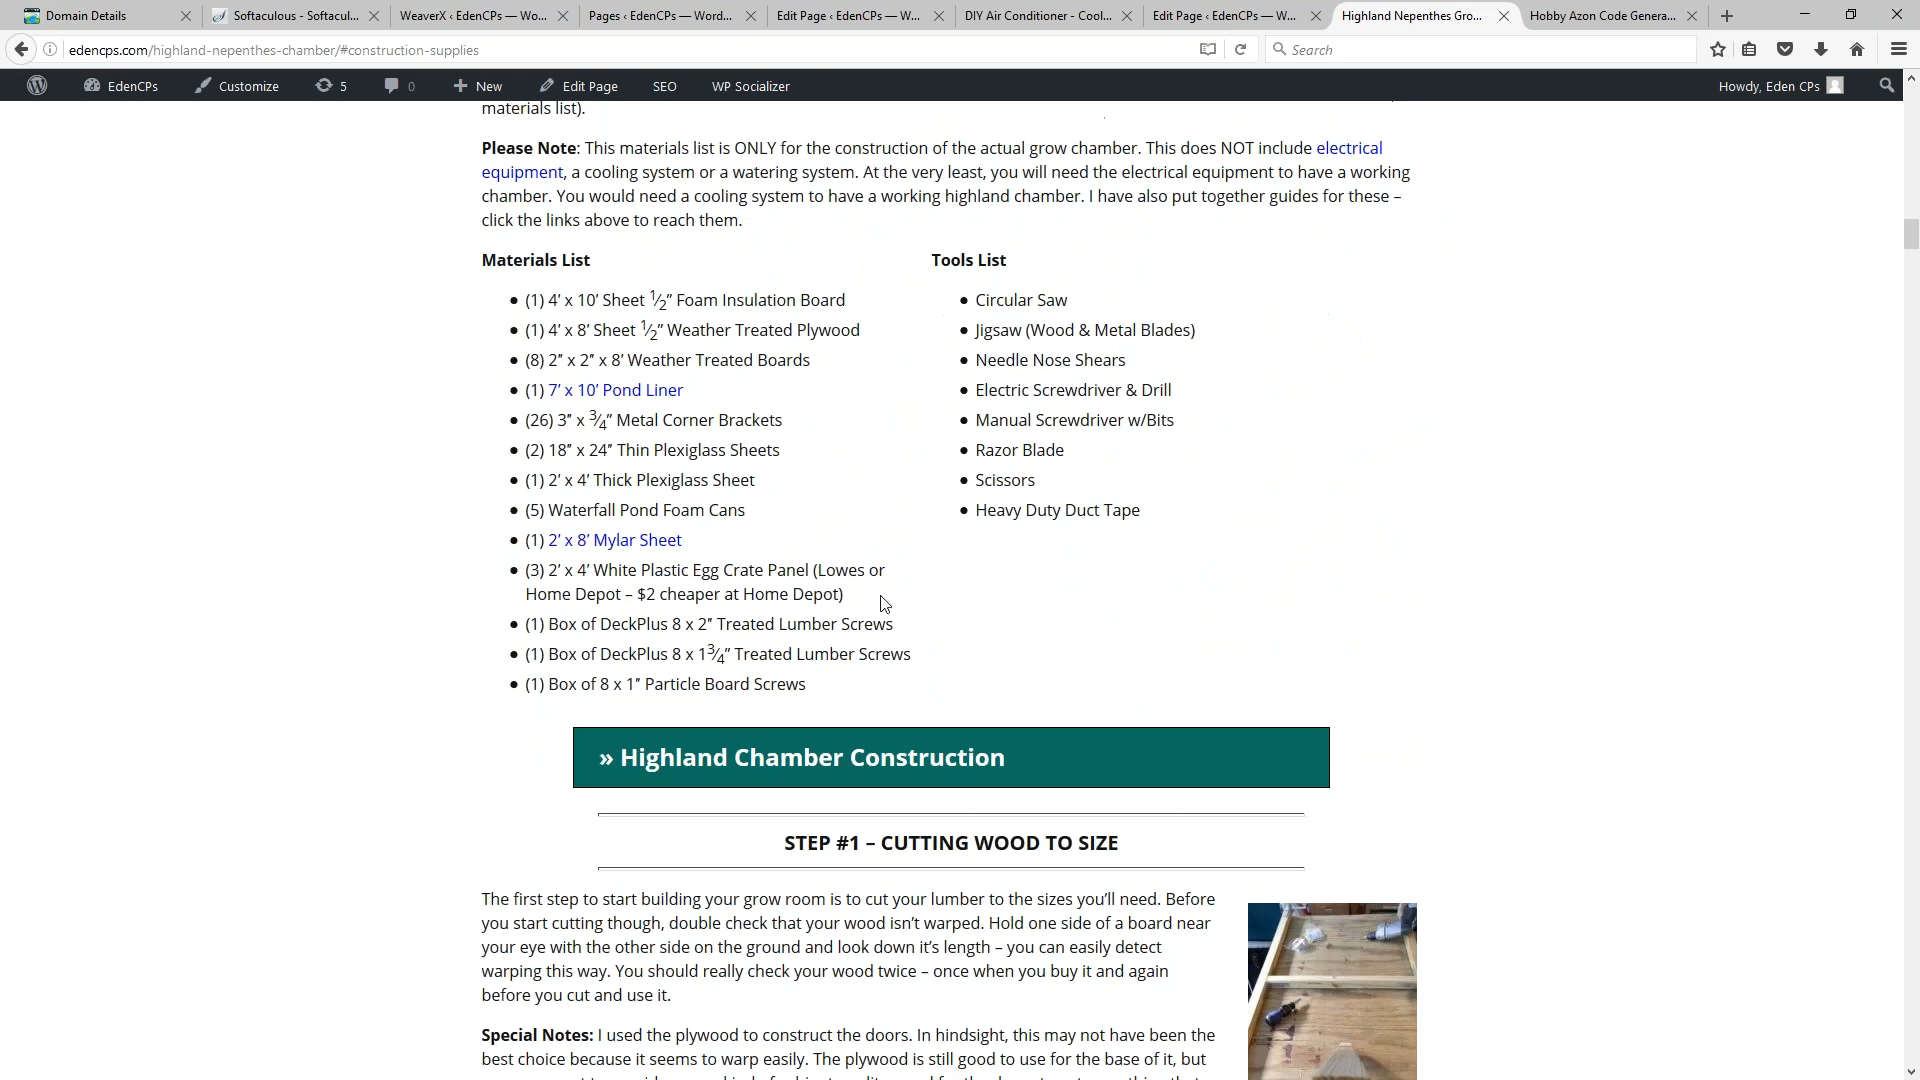 Domain Details
Softaculous - Softacul...
WeaverX ‹ EdenCPs — Wo...
Pages ‹ EdenCPs — Word...
Edit Page ‹ EdenCPs — W...
DIY Air Conditioner - Cool...
Edit Page ‹ EdenCPs — W...
Highland Nepenthes Gro...
Hobby Azon Code Genera...
edencps.com/highland-nepenthes-chamber/#construction-supplies
Search
EdenCPs
Customize
5
0
New
Edit Page
SEO
WP Socializer
Howdy, Eden CPs
materials list).
Please Note: This materials list is ONLY for the construction of the actual grow chamber. This does NOT include electrical
equipment, a cooling system or a watering system. At the very least, you will need the electrical equipment to have a working
chamber. You would need a cooling system to have a working highland chamber. I have also put together guides for these –
click the links above to reach them.
Materials List
• (1) 4′ x 10′ Sheet 1⁄2″ Foam Insulation Board
• (1) 4′ x 8′ Sheet 1⁄2″ Weather Treated Plywood
• (8) 2″ x 2″ x 8′ Weather Treated Boards
• (1) 7′ x 10′ Pond Liner
• (26) 3″ x 3⁄4″ Metal Corner Brackets
• (2) 18″ x 24″ Thin Plexiglass Sheets
• (1) 2′ x 4′ Thick Plexiglass Sheet
• (5) Waterfall Pond Foam Cans
• (1) 2′ x 8′ Mylar Sheet
• (3) 2′ x 4′ White Plastic Egg Crate Panel (Lowes or
Home Depot – $2 cheaper at Home Depot)
• (1) Box of DeckPlus 8 x 2″ Treated Lumber Screws
• (1) Box of DeckPlus 8 x 13⁄4″ Treated Lumber Screws
• (1) Box of 8 x 1″ Particle Board Screws
Tools List
• Circular Saw
• Jigsaw (Wood & Metal Blades)
• Needle Nose Shears
• Electric Screwdriver & Drill
• Manual Screwdriver w/Bits
• Razor Blade
• Scissors
• Heavy Duty Duct Tape
» Highland Chamber Construction
STEP #1 – CUTTING WOOD TO SIZE
The first step to start building your grow room is to cut your lumber to the sizes you'll need. Before
you start cutting though, double check that your wood isn't warped. Hold one side of a board near
your eye with the other side on the ground and look down it's length – you can easily detect
warping this way. You should really check your wood twice – once when you buy it and again
before you cut and use it.
Special Notes: I used the plywood to construct the doors. In hindsight, this may not have been the
best choice because it seems to warp easily. The plywood is still good to use for the base of it, but